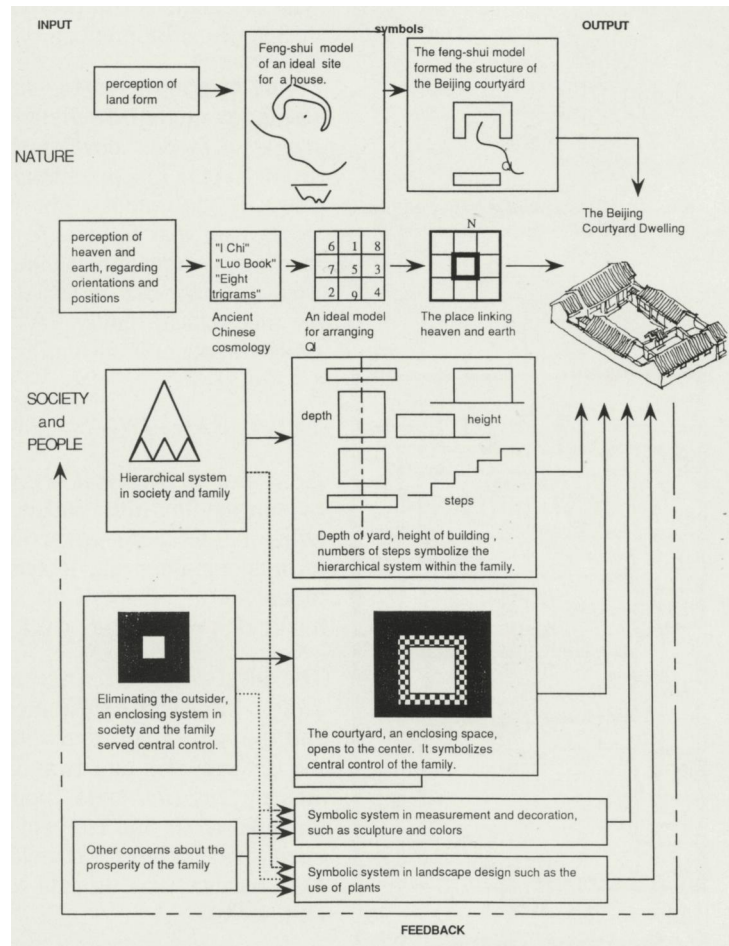 INPUT
symbols
OUTPUT
perception of
land form
Feng-shui model
of an ideal site
for a house.
The feng-shui model
formed the structure of
the Beijing courtyard
QI
NATURE
The Beijing
Courtyard Dwelling
perception of
heaven and
earth, regarding
orientations and
positions
"I Chi"
"Luo Book"
"Eight
trigrams"
Ancient
Chinese
cosmology
6 1 8
7 5 3
2 9 4
An ideal model
for arranging
QI
N
The place linking
heaven and earth
SOCIETY
and
PEOPLE
Hierarchical system
in society and family
depth
height
steps
Depth of yard, height of building ,
numbers of steps symbolize the
hierarchical system within the family.
Eliminating the outsider,
an enclosing system in
society and the family
served central control.
The courtyard, an enclosing space,
opens to the center. It symbolizes
central control of the family.
Other concerns about the
prosperity of the family
Symbolic system in measurement and decoration,
such as sculpture and colors
Symbolic system in landscape design such as the
use of plants
FEEDBACK